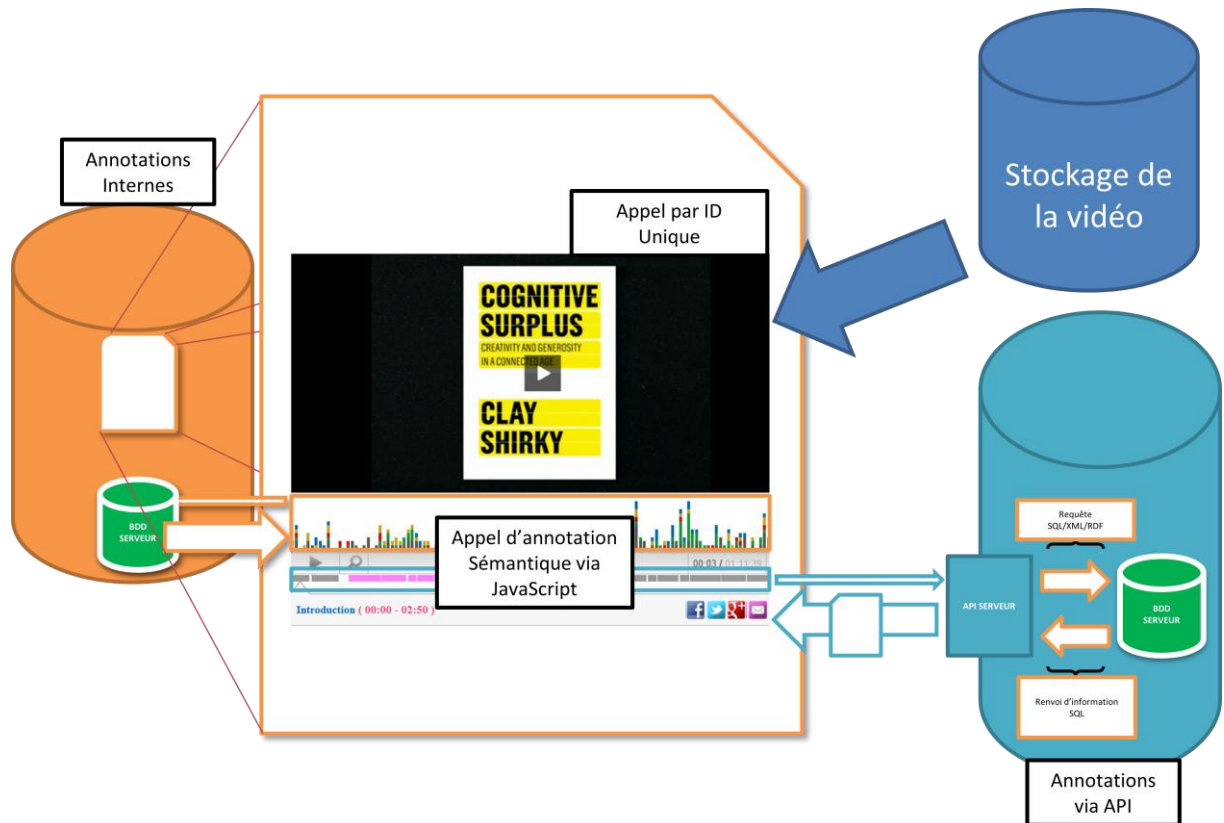 Annotations
Internes
Stockage de
la vidéo
Appel par ID
Unique
COGNITIVE
SURPLUS
CREATIVITY AND GENEROSITY
IN A CONNECTED AGE
CLAY
SHIRKY
BDD
SERVEUR
Appel d'annotation
Sémantique via
JavaScript
00:03 / 01:11:39
Introduction ( 00:00 - 02:50 )
Requête
SQL/XML/RDF
API SERVEUR
BDD
SERVEUR
Renvoi d'information
SQL
Annotations
via API